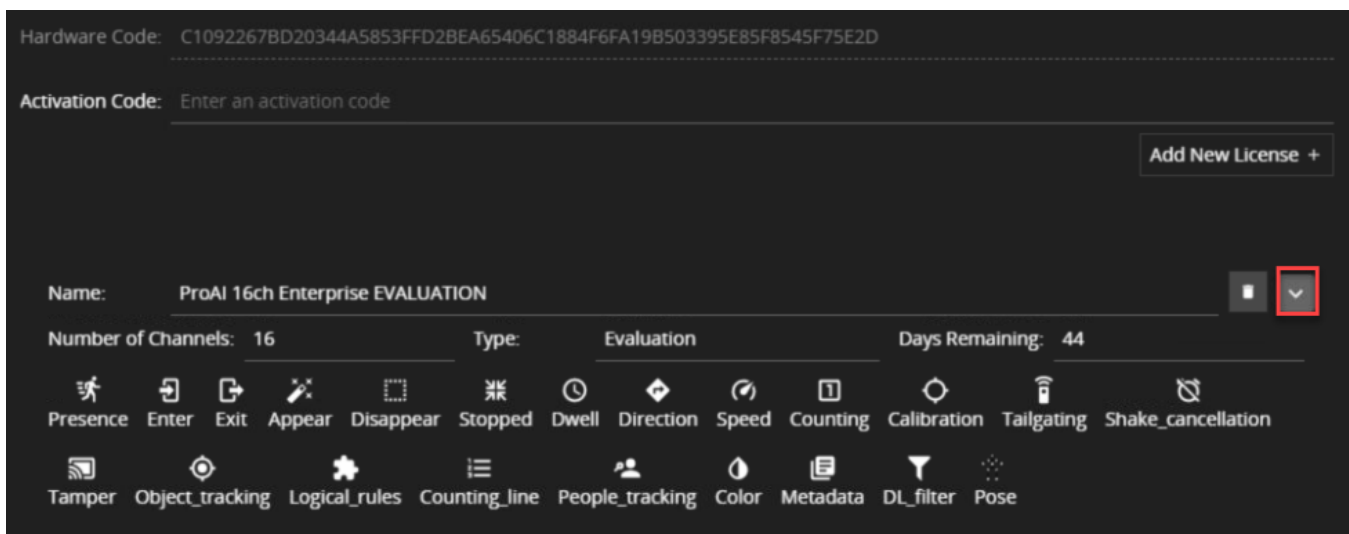 Hardware Code: C1092267BD20344A5853FFD2BEA65406C1884F6FA19B503395E85F8545F75E2D
Activation Code: Enter an activation code
Add New License +
Name: ProAI 16ch Enterprise EVALUATION
Number of Channels: 16 Type: Evaluation Days Remaining: 44
Presence Enter Exit Appear Disappear Stopped Dwell Direction Speed Counting Calibration Tailgating Shake_cancellation
Tamper Object_tracking Logical_rules Counting_line People_tracking Color Metadata DL_filter Pose